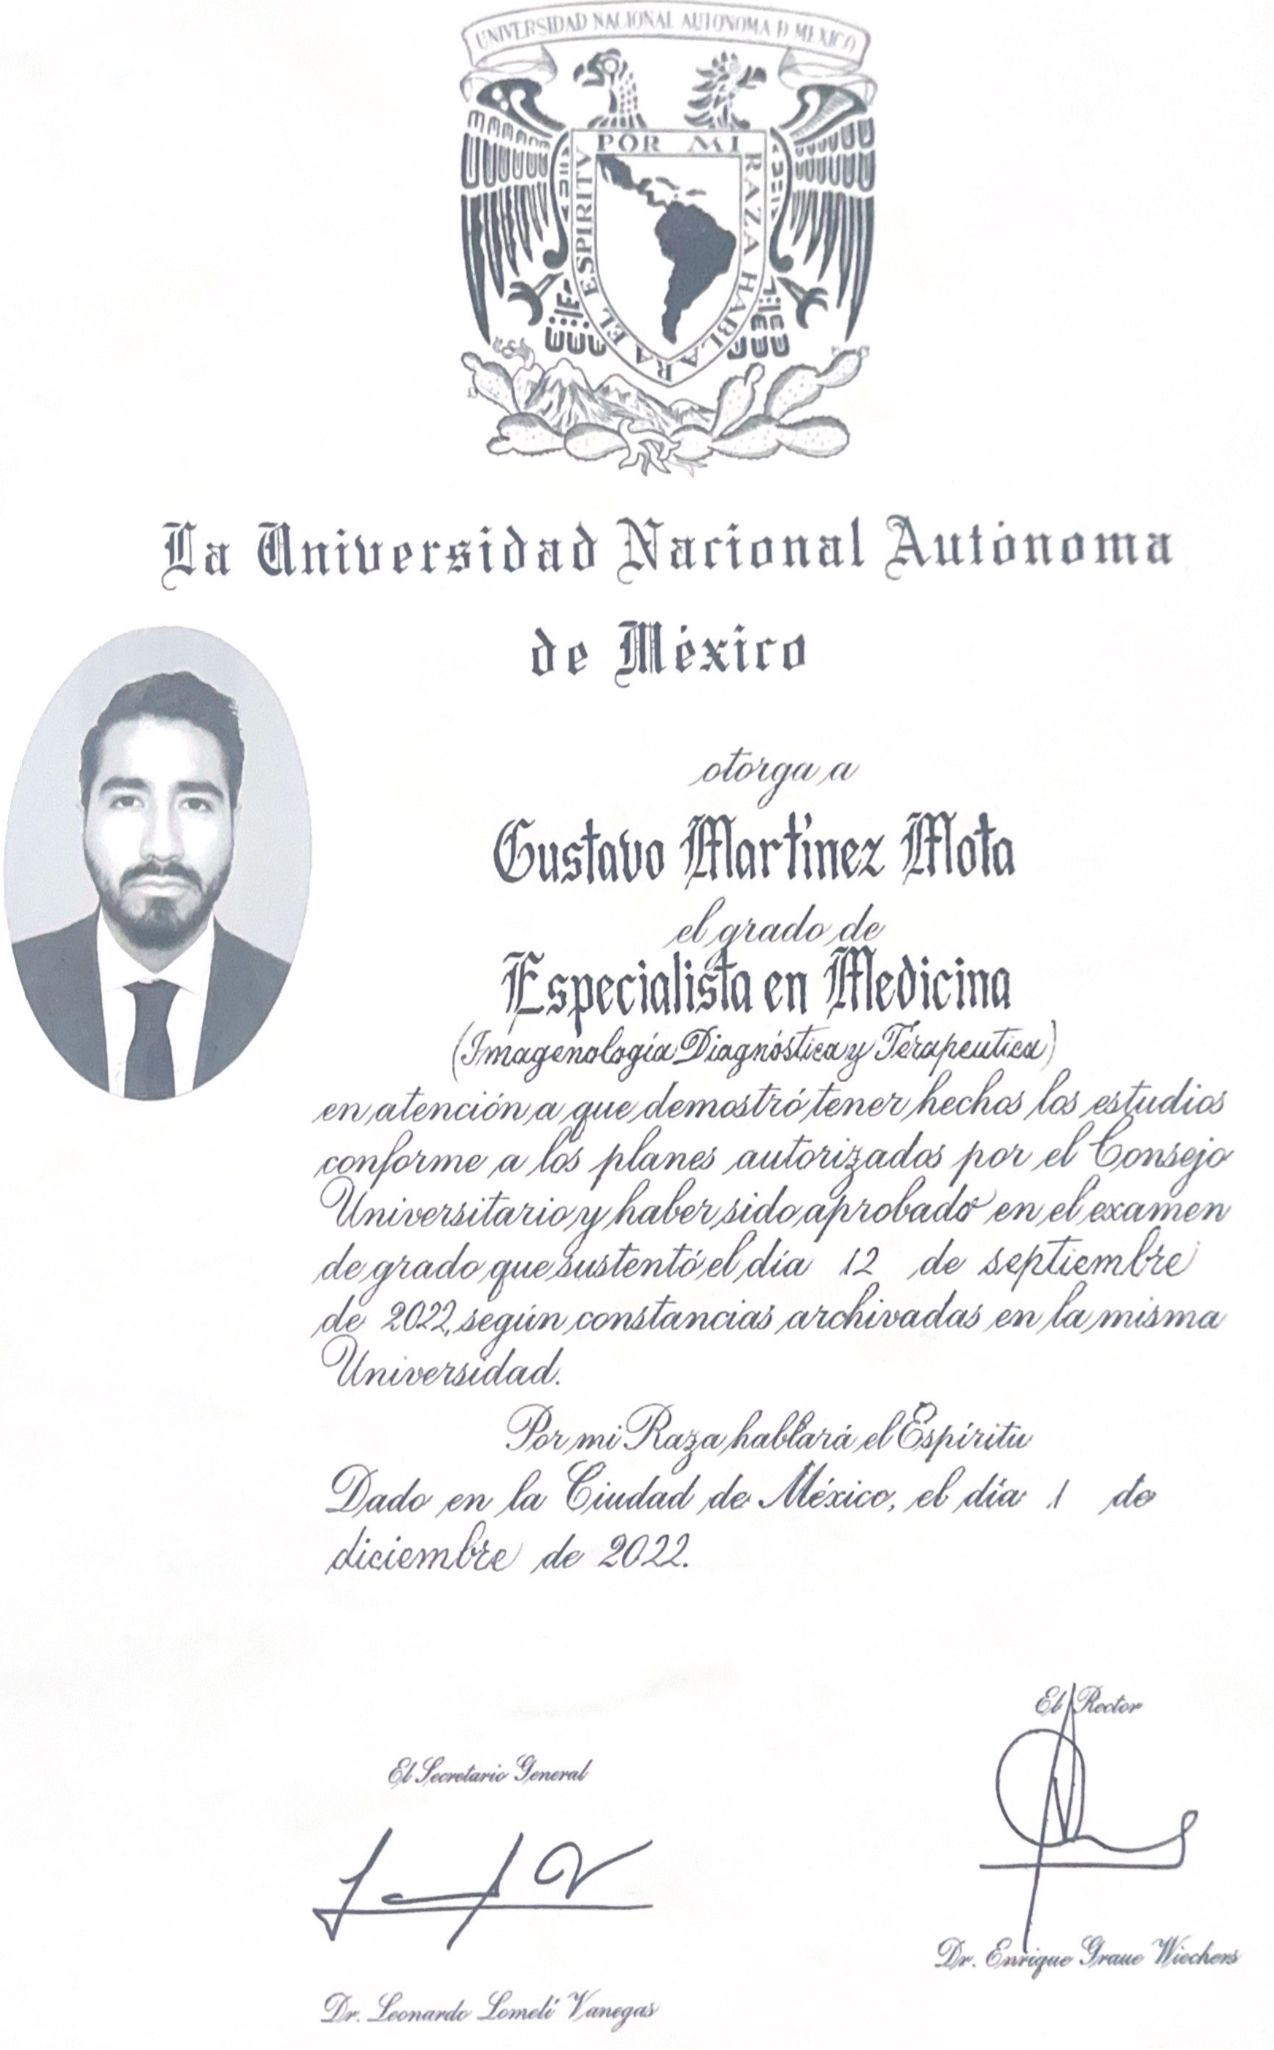 UNIVERSIDAD NACIONAL AUTONOMA D MEXICO
POR MI RAZA HABLARA EL ESPIRITU
La Universidad Nacional Autónoma
de México
otorga a
Gustavo Martínez Mota
el grado de
Especialista en Medicina
(Imagenología Diagnóstica y Terapeutica)
en atención a que demostró tener hechos los estudios
conforme a los planes autorizados por el Consejo
Universitario y haber sido aprobado en el examen
de grado que sustentó el día 12 de septiembre
de 2022, según constancias archivadas en la misma
Universidad.
Por mi Raza hablará el Espíritu
Dado en la Ciudad de México, el día 1 de
diciembre de 2022.
El Rector
El Secretario General
Dr. Enrique Graue Wiechers
Dr. Leonardo Lomelí Vanegas